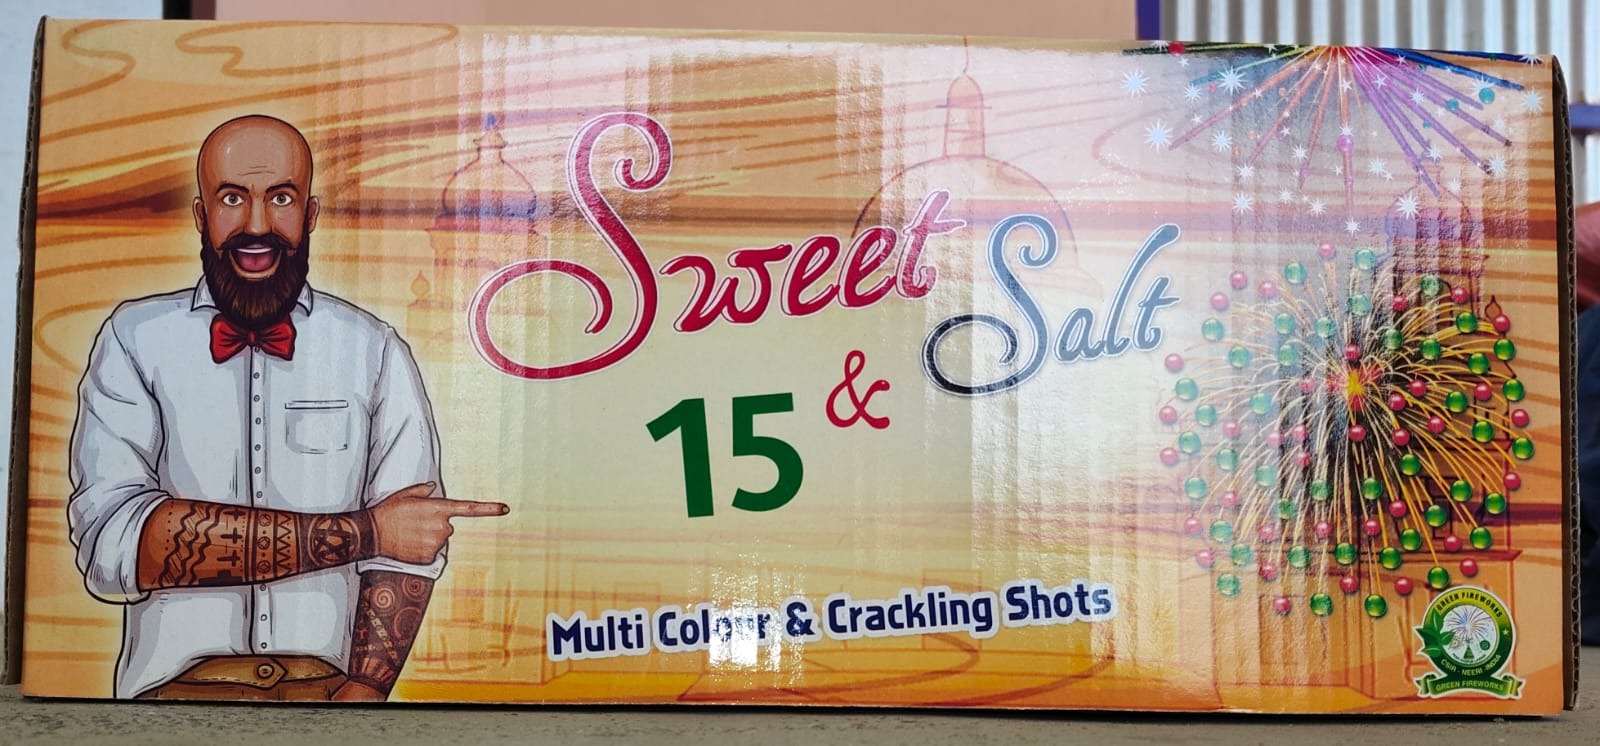 Sweet & Salt
15
Multi Colour & Crackling Shots
GREEN FIREWORKS
CSIR - NEERI INDIA
GREEN FIREWORKS